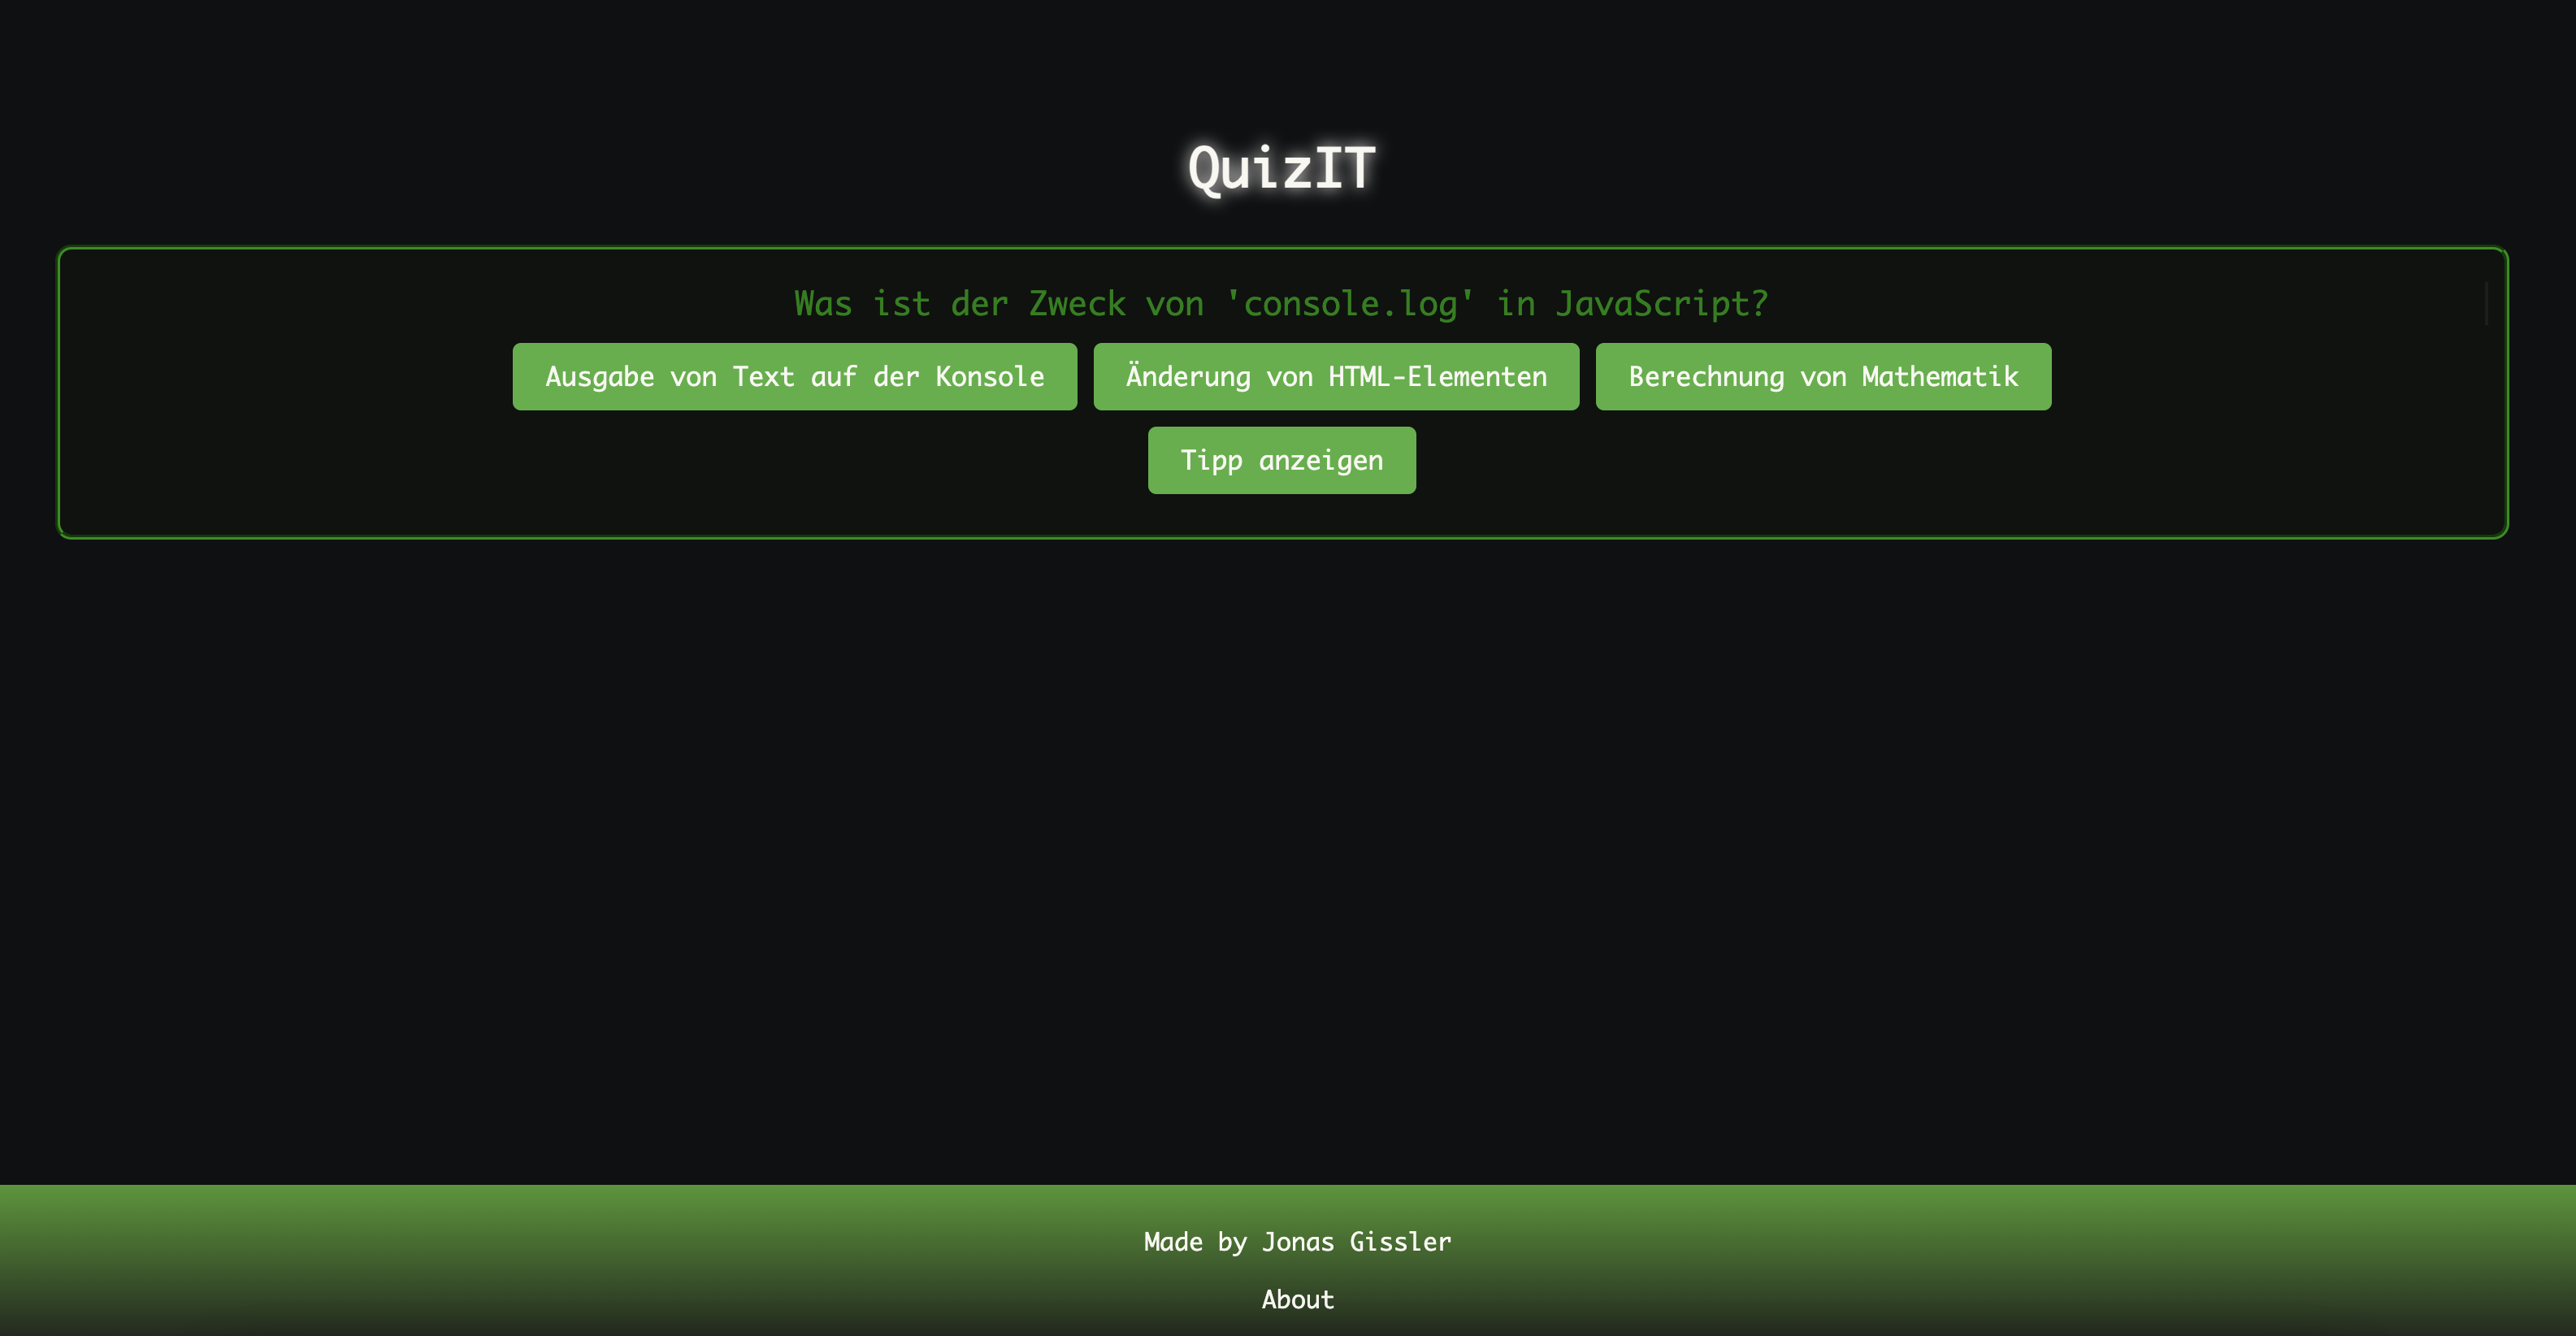 QuizIT
Was ist der Zweck von 'console.log' in JavaScript?
Ausgabe von Text auf der Konsole
Änderung von HTML-Elementen
Berechnung von Mathematik
Tipp anzeigen
Made by Jonas Gissler
About